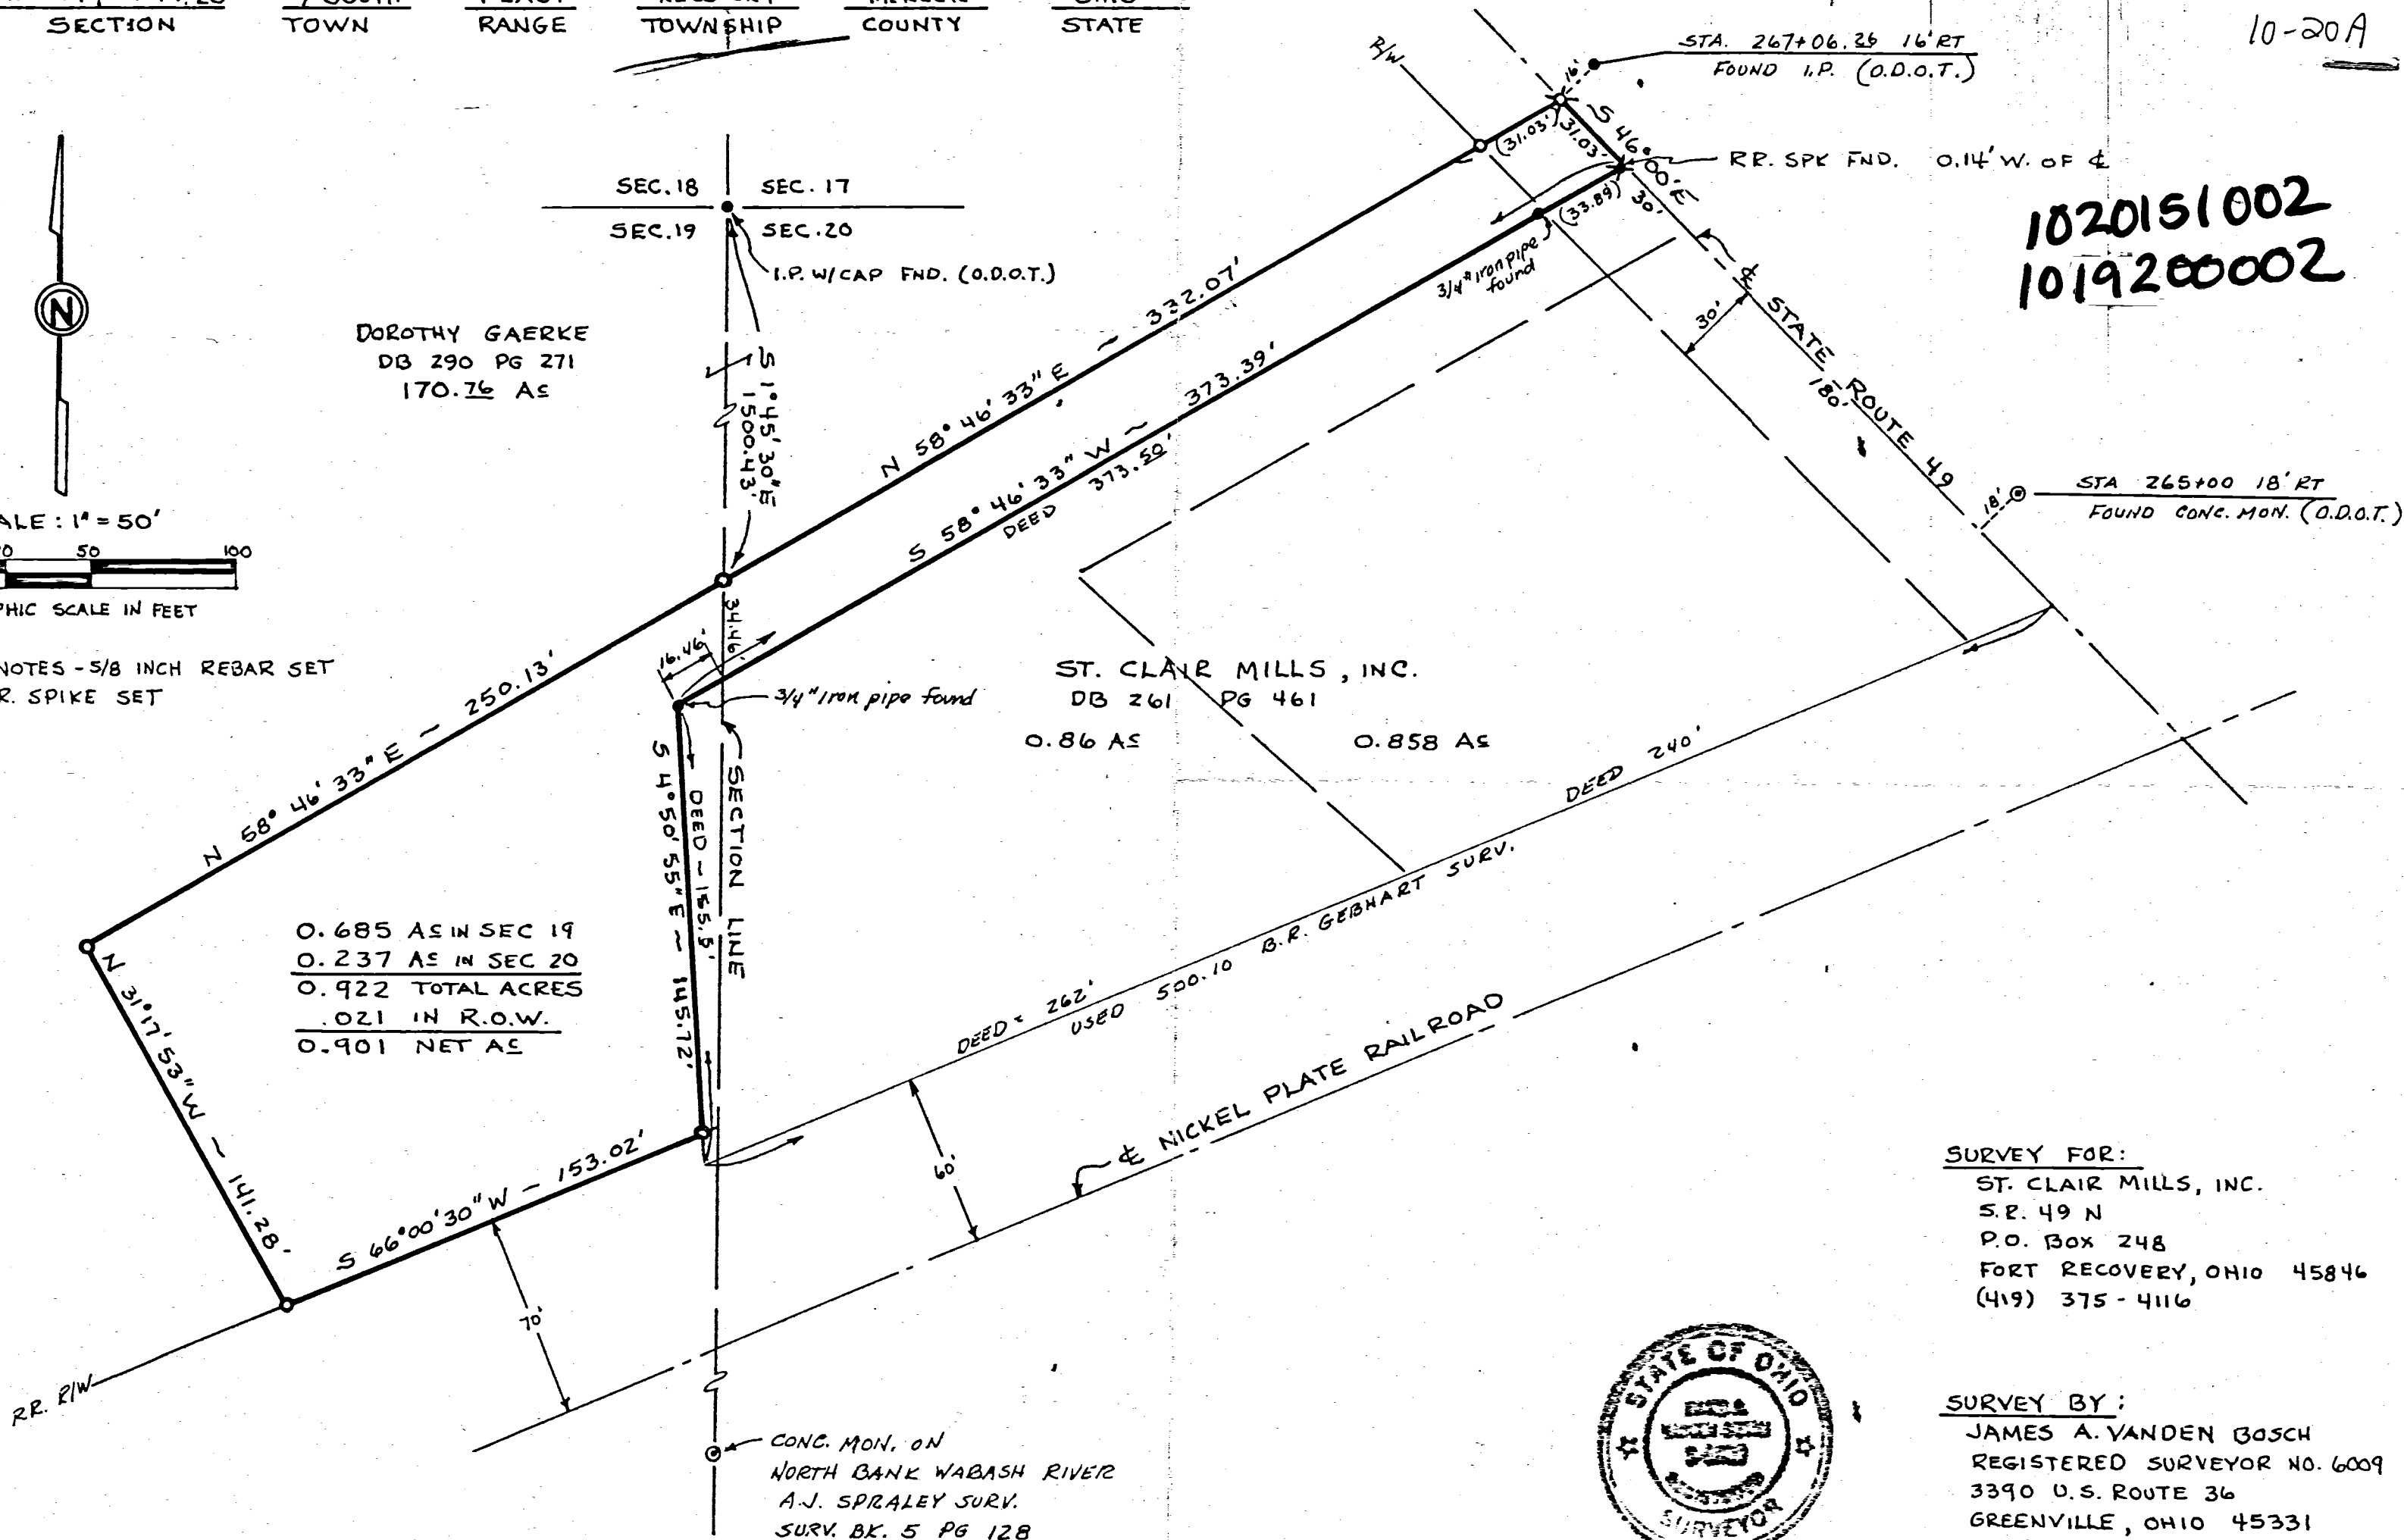 SECTION
TOWN
RANGE
TOWNSHIP
COUNTY
STATE
10-20A
R/W
STA. 267+06.26 16' RT
FOUND I.P. (O.D.O.T.)
16'
(31.03')
31.03'
S 46°00' E
RR. SPK FND. 0.14' W. OF ℄
(33.89)
30'
3/4" iron pipe
found
1020151002
1019200002
SEC. 18
SEC. 17
SEC. 19
SEC. 20
I.P. W/CAP FND. (O.D.O.T.)
N
DOROTHY GAERKE
DB 290 PG 271
170.76 Ac
S 1°45'30" E
1500.43'
N 58° 46' 33" E ~ 332.07'
S 58° 46' 33" W ~ 373.39'
DEED 373.50'
30'
℄ STATE ROUTE 49
180'
STA 265+00 18' RT
FOUND CONC. MON. (O.D.O.T.)
18'
ALE : 1" = 50'
0 50 100
PHIC SCALE IN FEET
NOTES - 5/8 INCH REBAR SET
R. SPIKE SET
N 58° 46' 33" E ~ 250.13'
34.46'
16.46'
3/4" Iron pipe found
ST. CLAIR MILLS, INC.
DB 261 PG 461
0.86 Ac
0.858 Ac
S 4°50'55" E ~ 145.72'
DEED - 155.5'
SECTION LINE
DEED 240'
0.685 Ac IN SEC 19
0.237 Ac IN SEC 20
0.922 TOTAL ACRES
.021 IN R.O.W.
0.901 NET Ac
N 31°17'53" W ~ 141.28'
S 66°00'30" W - 153.02'
DEED = 262'
USED 500.10 B.R. GEBHART SURV.
60'
70'
℄ NICKEL PLATE RAILROAD
RR. R/W
CONC. MON. ON
NORTH BANK WABASH RIVER
A.J. SPRALEY SURV.
SURV. BK. 5 PG 128
SURVEY FOR:
ST. CLAIR MILLS, INC.
S.R. 49 N
P.O. BOX 248
FORT RECOVERY, OHIO 45846
(419) 375-4116
STATE OF OHIO
SURVEYOR
SURVEY BY:
JAMES A. VANDEN BOSCH
REGISTERED SURVEYOR NO. 6009
3390 U.S. ROUTE 36
GREENVILLE, OHIO 45331